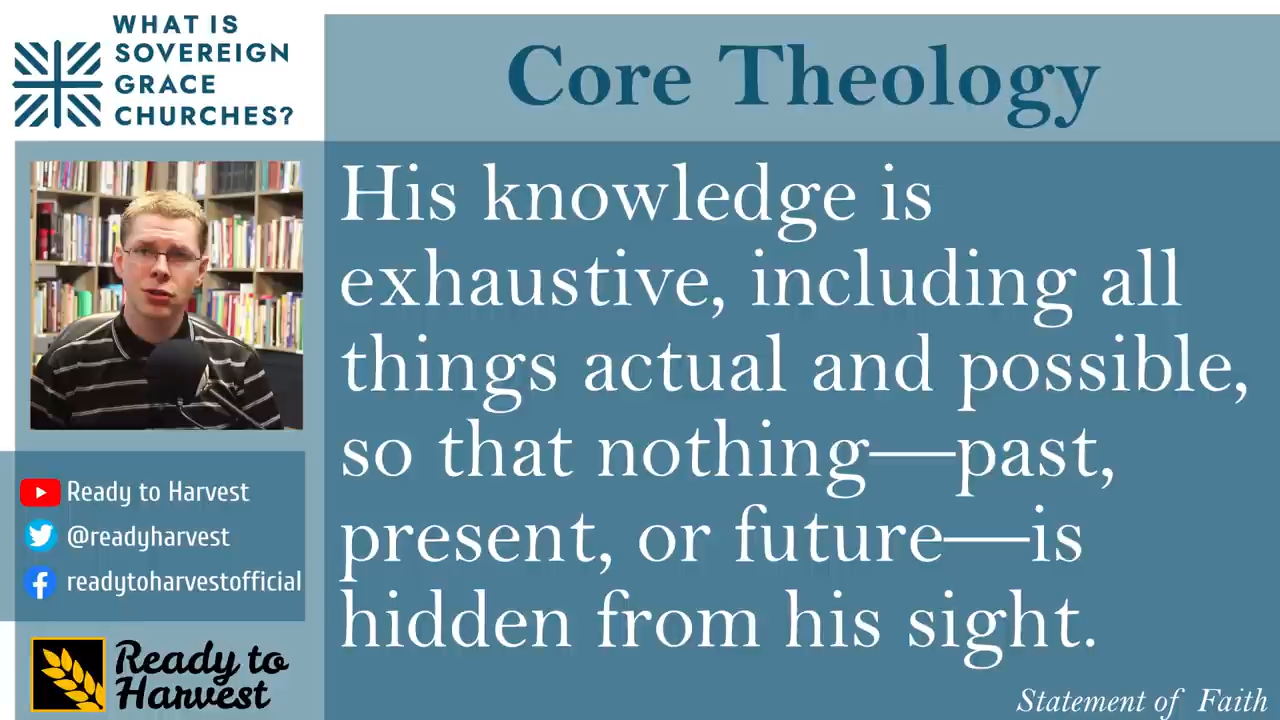 WHAT IS
SOVEREIGN
GRACE
CHURCHES?
Core Theology
His knowledge is
exhaustive, including all
things actual and possible,
so that nothing—past,
present, or future—is
hidden from his sight.
Statement of Faith
Ready to Harvest
@readyharvest
readytoharvestofficial
Ready to
Harvest